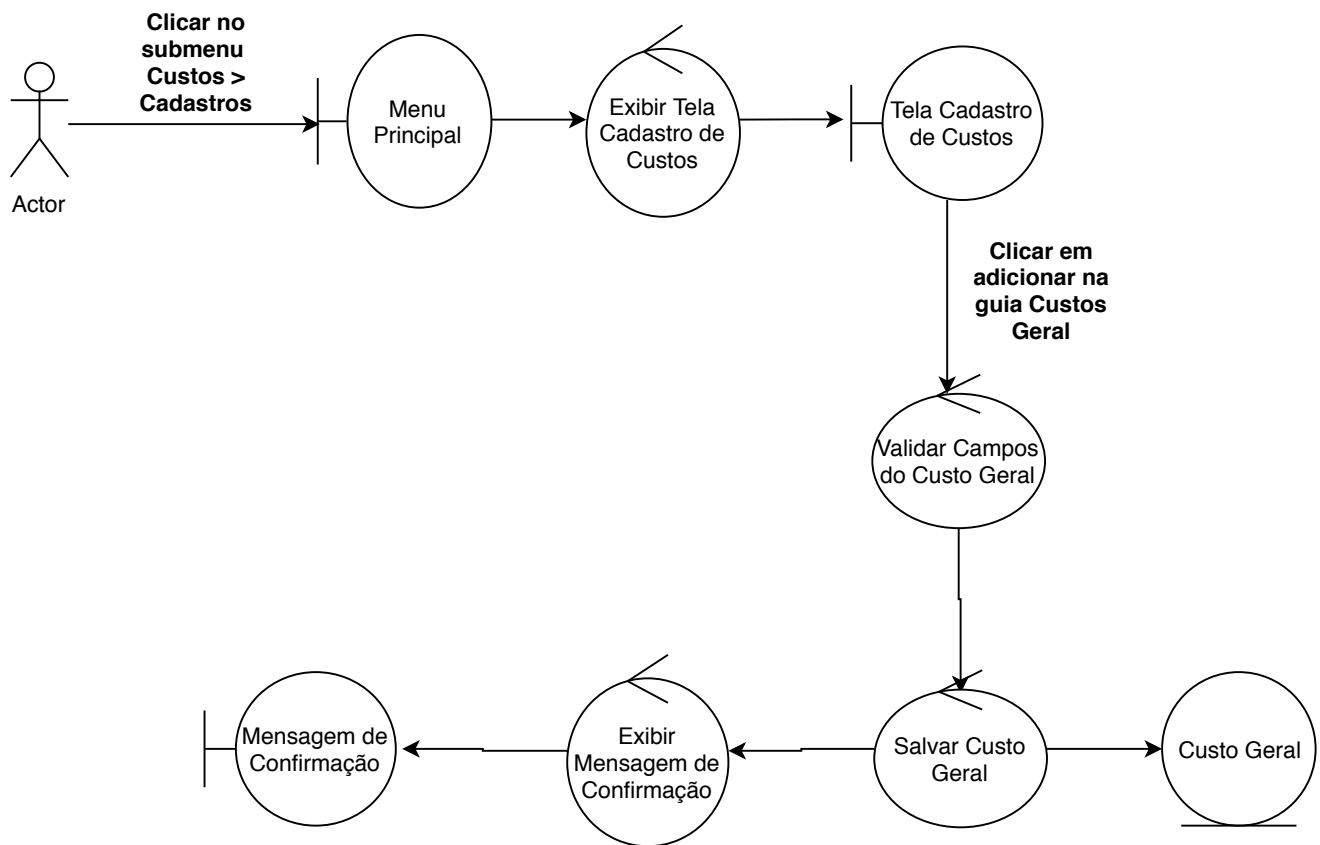 Clicar no
submenu
Custos >
Cadastros
Actor
Menu
Principal
Exibir Tela
Cadastro de
Custos
Tela Cadastro
de Custos
Clicar em
adicionar na
guia Custos
Geral
Validar Campos
do Custo Geral
Mensagem de
Confirmação
Exibir
Mensagem de
Confirmação
Salvar Custo
Geral
Custo Geral